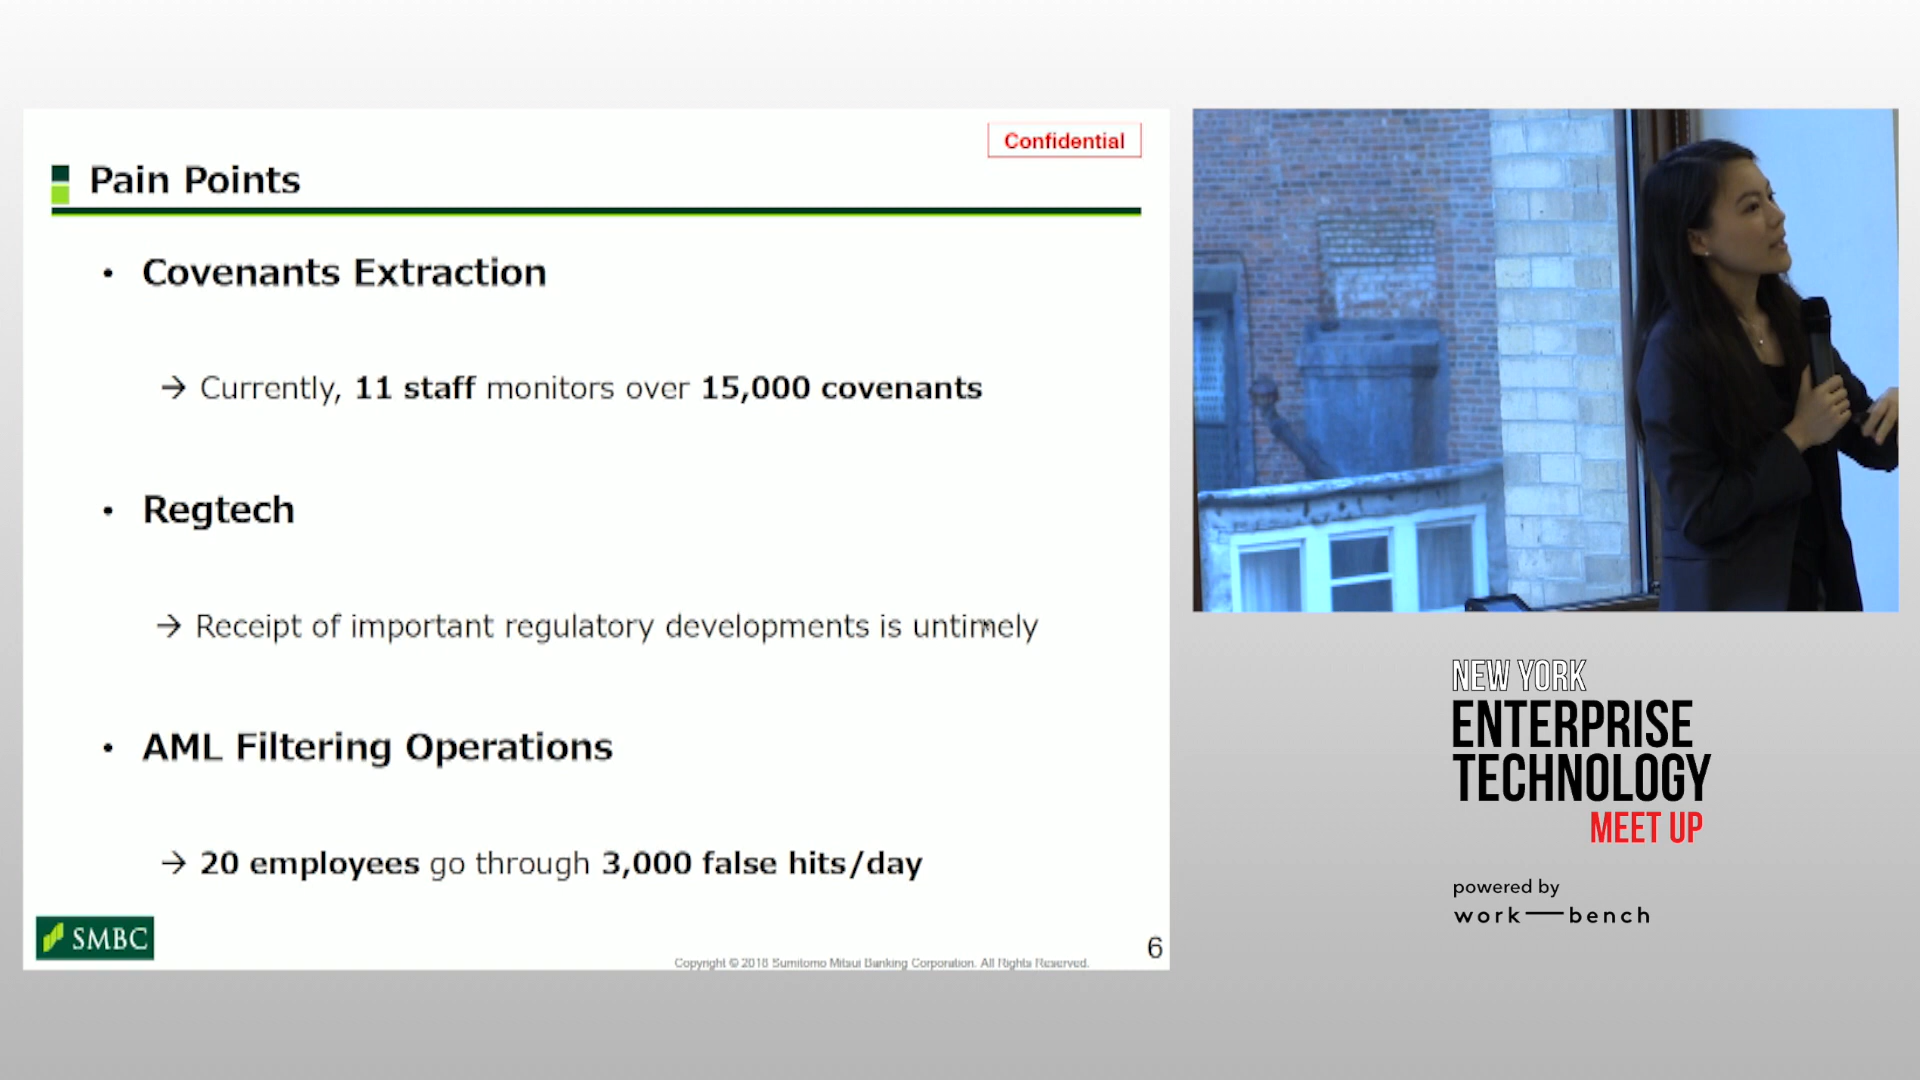 Confidential
Pain Points
• Covenants Extraction
→ Currently, 11 staff monitors over 15,000 covenants
• Regtech
→ Receipt of important regulatory developments is untimely
• AML Filtering Operations
→ 20 employees go through 3,000 false hits/day
SMBC
Copyright © 2018 Sumitomo Mitsui Banking Corporation. All Rights Reserved.
6
NEW YORK
ENTERPRISE
TECHNOLOGY
MEET UP
powered by
work—bench